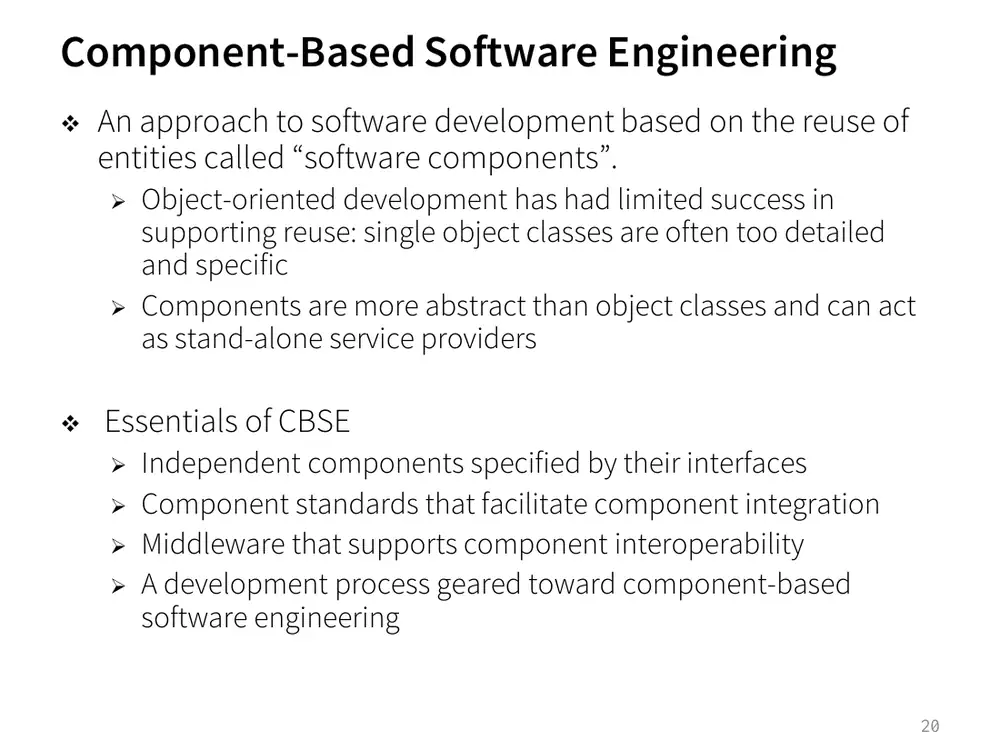 Component-Based Software Engineering
❖ An approach to software development based on the reuse of
entities called “software components”.
➢ Object-oriented development has had limited success in
supporting reuse: single object classes are often too detailed
and specific
➢ Components are more abstract than object classes and can act
as stand-alone service providers
❖ Essentials of CBSE
➢ Independent components specified by their interfaces
➢ Component standards that facilitate component integration
➢ Middleware that supports component interoperability
➢ A development process geared toward component-based
software engineering
20